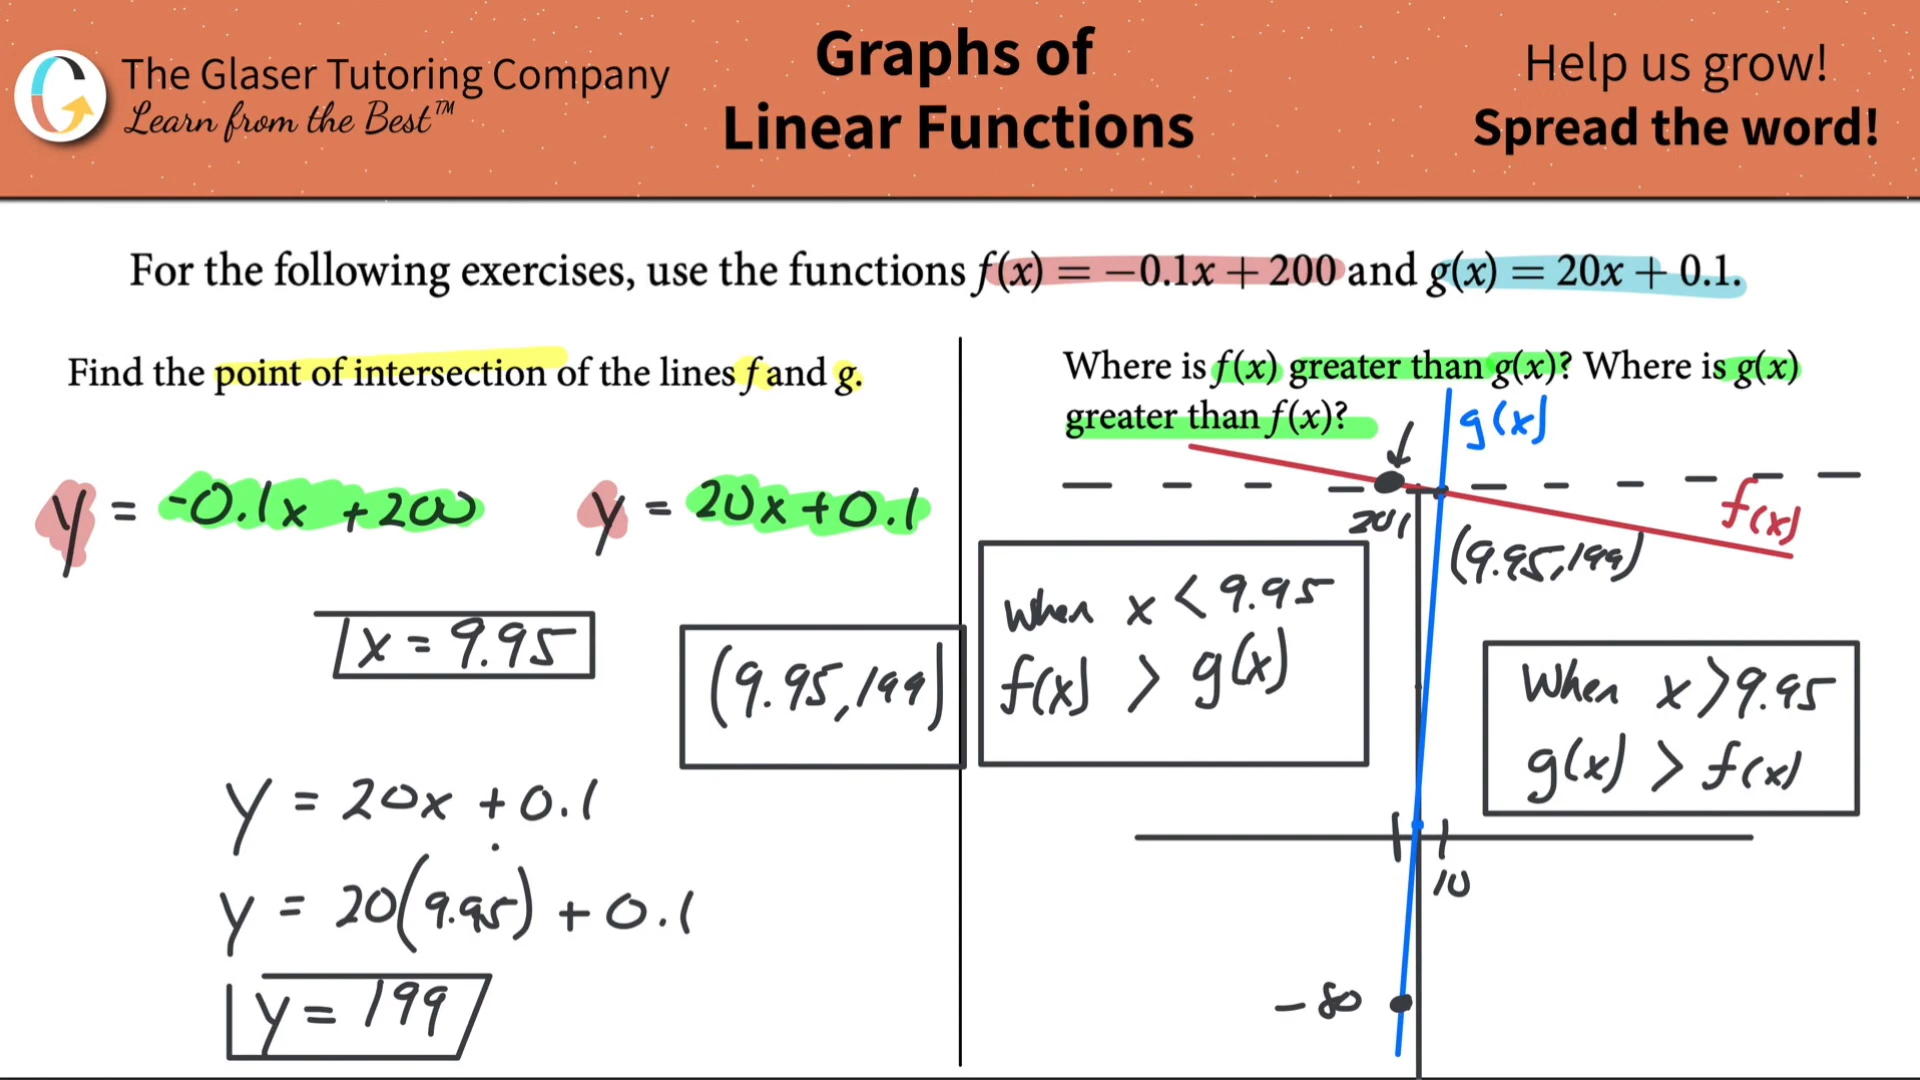 The Glaser Tutoring Company
Learn from the Best™
Graphs of
Linear Functions
Help us grow!
Spread the word!
For the following exercises, use the functions f(x) = −0.1x + 200 and g(x) = 20x + 0.1.
Find the point of intersection of the lines f and g.
y = -0.1x +200
y = 20x+0.1
x = 9.95
(9.95,199)
y = 20x +0.1
y = 20(9.95) + 0.1
y = 199
Where is f(x) greater than g(x)? Where is g(x)
greater than f(x)?
g(x)
f(x)
201
(9.95,199)
When x < 9.95
f(x) > g(x)
When x > 9.95
g(x) > f(x)
10
-80